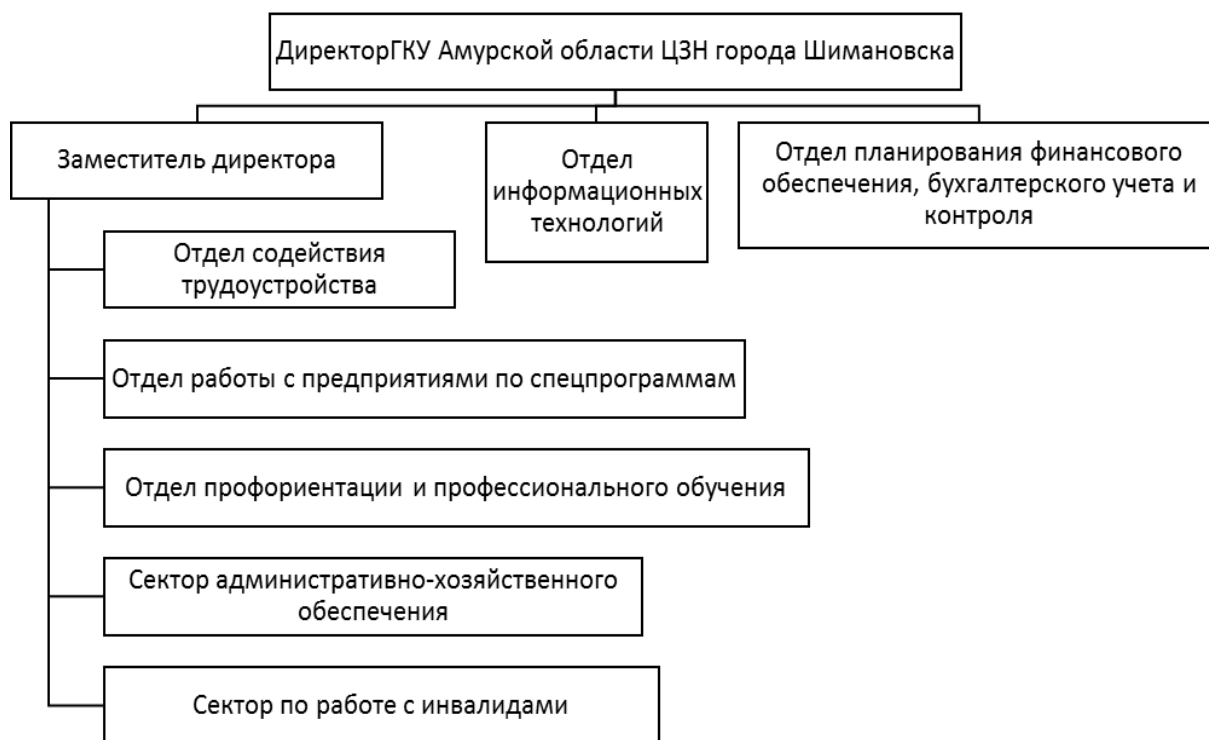 ДиректорГКУ Амурской области ЦЗН города Шимановска
Заместитель директора
Отдел
информационных
технологий
Отдел планирования финансового
обеспечения, бухгалтерского учета и
контроля
Отдел содействия
трудоустройства
Отдел работы с предприятиями по спецпрограммам
Отдел профориентации и профессионального обучения
Сектор административно-хозяйственного
обеспечения
Сектор по работе с инвалидами